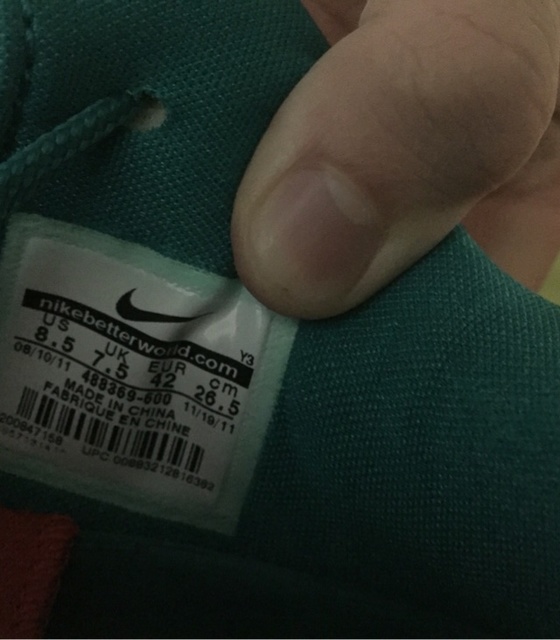 nikebetterworld.com
Y3
US UK EUR cm
8.5 7.5 42 26.5
08/10/11 488369-600 11/19/11
MADE IN CHINA
FABRIQUE EN CHINE